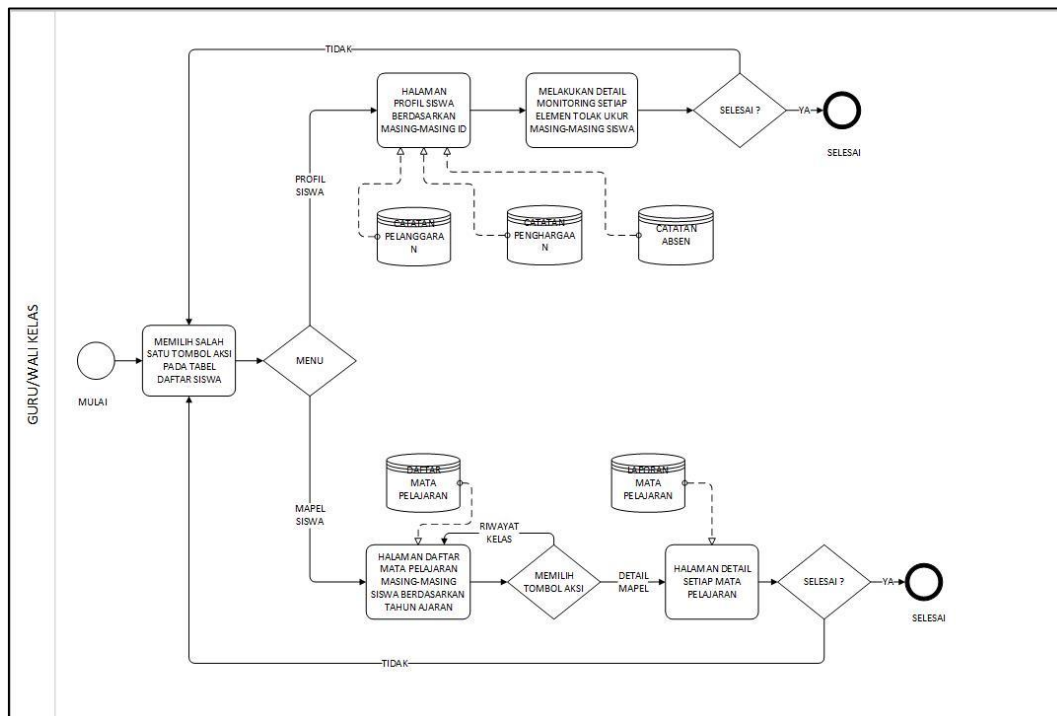 GURU/WALI KELAS
TIDAK
HALAMAN
PROFIL SISWA
BERDASARKAN
MASING-MASING ID
MELAKUKAN DETAIL
MONITORING SETIAP
ELEMEN TOLAK UKUR
MASING-MASING SISWA
SELESAI ?
YA
SELESAI
PROFIL
SISWA
CATATAN
PELANGGARA
N
CATATAN
PENGHARGAA
N
CATATAN
ABSEN
MEMILIH SALAH
SATU TOMBOL AKSI
PADA TABEL
DAFTAR SISWA
MENU
MULAI
DAFTAR
MATA
PELAJARAN
LAPORAN
MATA
PELAJARAN
MAPEL
SISWA
RIWAYAT
KELAS
HALAMAN DAFTAR
MATA PELAJARAN
MASING-MASING
SISWA BERDASARKAN
TAHUN AJARAN
MEMILIH
TOMBOL AKSI
DETAIL
MAPEL
HALAMAN DETAIL
SETIAP MATA
PELAJARAN
SELESAI ?
YA
SELESAI
TIDAK